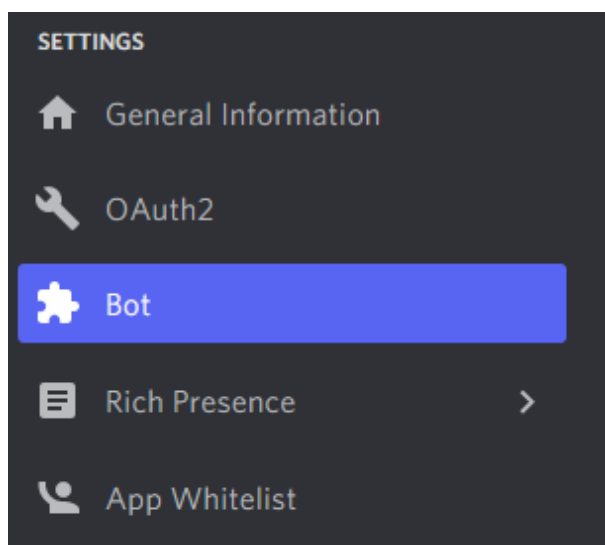 SETTINGS
General Information
OAuth2
Bot
Rich Presence
App Whitelist